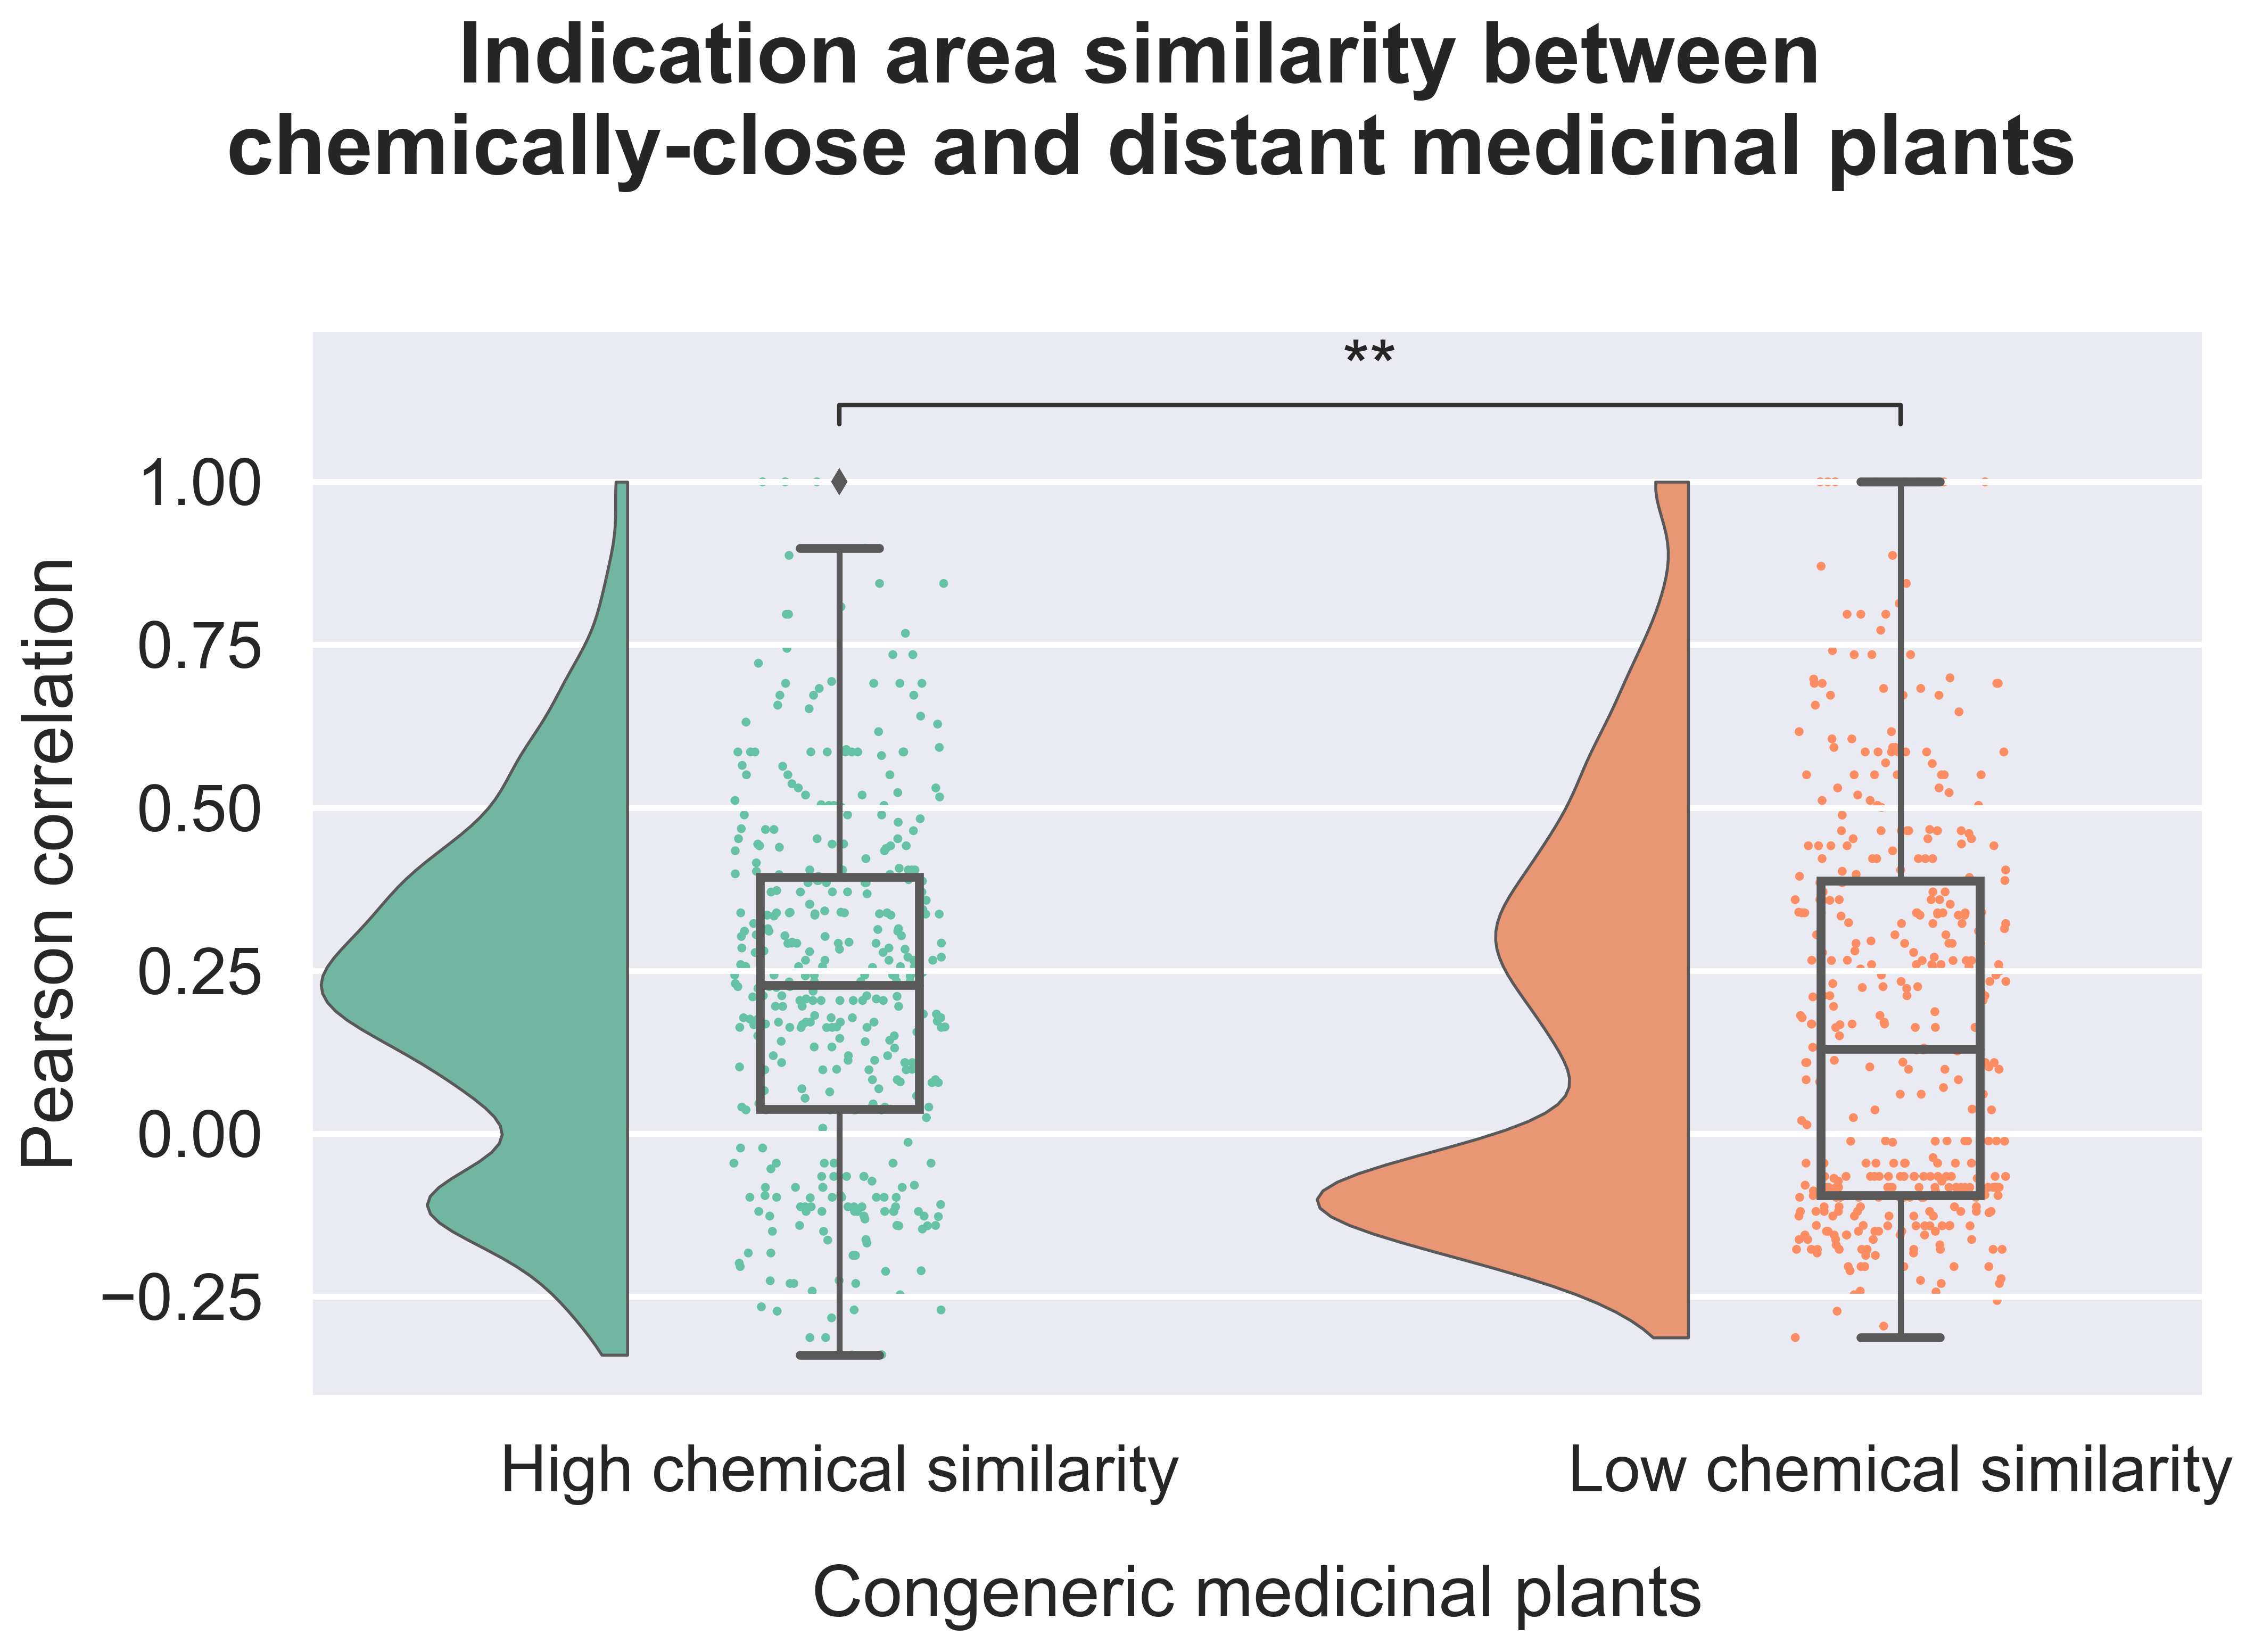 Indication area similarity between
chemically-close and distant medicinal plants
**
1.00
0.75
0.50
0.25
0.00
−0.25
Pearson correlation
High chemical similarity
Low chemical similarity
Congeneric medicinal plants